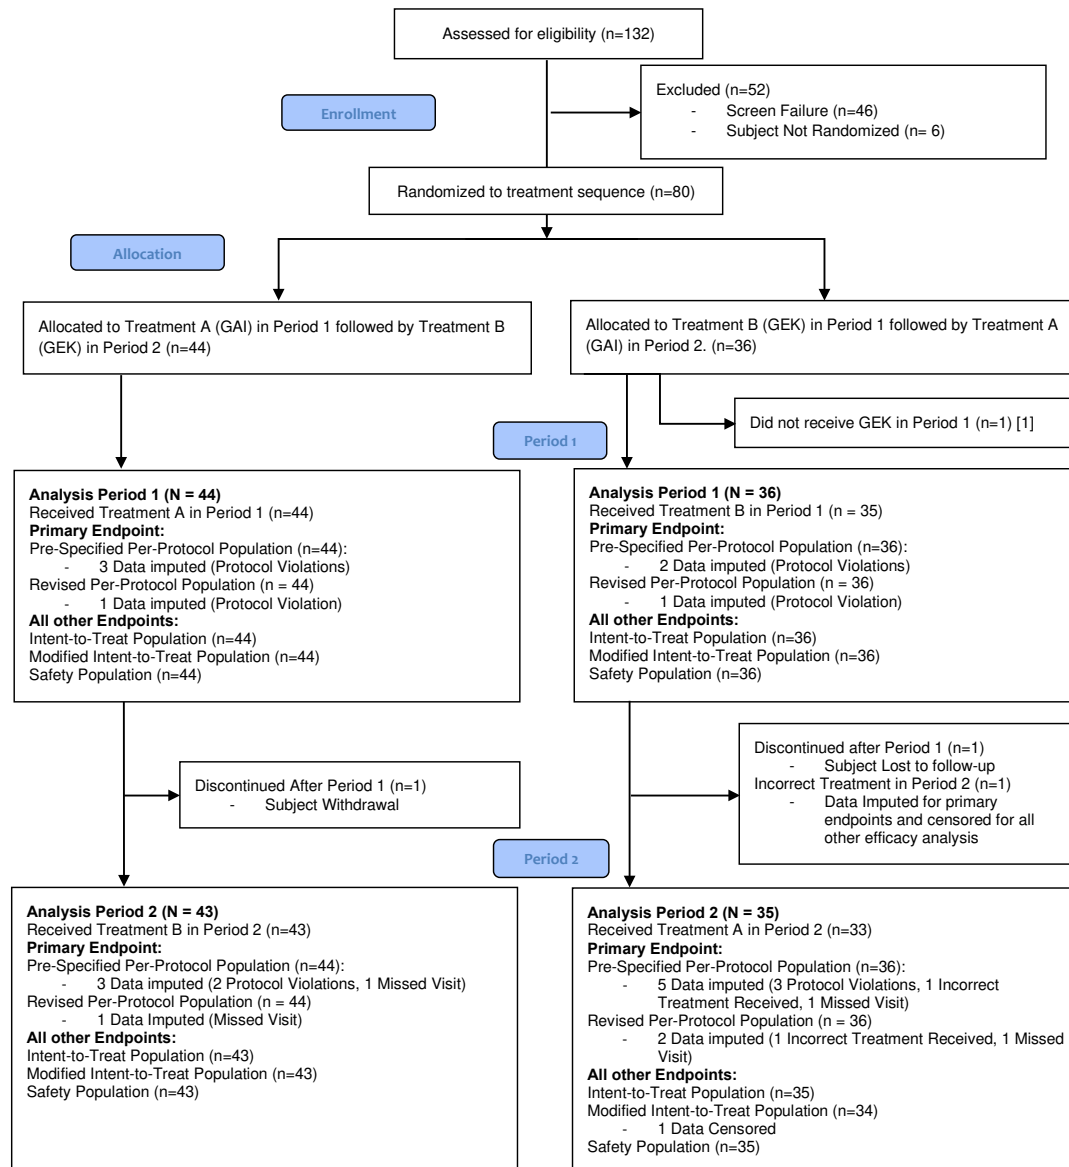 Assessed for eligibility (n=132)
Excluded (n=52)
- Screen Failure (n=46)
- Subject Not Randomized (n= 6)
Enrollment
Randomized to treatment sequence (n=80)
Allocation
Allocated to Treatment A (GAI) in Period 1 followed by Treatment B
(GEK) in Period 2 (n=44)
Allocated to Treatment B (GEK) in Period 1 followed by Treatment A
(GAI) in Period 2. (n=36)
Did not receive GEK in Period 1 (n=1) [1]
Period 1
Analysis Period 1 (N = 44)
Received Treatment A in Period 1 (n=44)
Primary Endpoint:
Pre-Specified Per-Protocol Population (n=44):
- 3 Data imputed (Protocol Violations)
Revised Per-Protocol Population (n = 44)
- 1 Data imputed (Protocol Violation)
All other Endpoints:
Intent-to-Treat Population (n=44)
Modified Intent-to-Treat Population (n=44)
Safety Population (n=44)
Analysis Period 1 (N = 36)
Received Treatment B in Period 1 (n = 35)
Primary Endpoint:
Pre-Specified Per-Protocol Population (n=36):
- 2 Data imputed (Protocol Violations)
Revised Per-Protocol Population (n = 36)
- 1 Data imputed (Protocol Violation)
All other Endpoints:
Intent-to-Treat Population (n=36)
Modified Intent-to-Treat Population (n=36)
Safety Population (n=36)
Discontinued After Period 1 (n=1)
- Subject Withdrawal
Discontinued after Period 1 (n=1)
- Subject Lost to follow-up
Incorrect Treatment in Period 2 (n=1)
- Data Imputed for primary
endpoints and censored for all
other efficacy analysis
Period 2
Analysis Period 2 (N = 43)
Received Treatment B in Period 2 (n=43)
Primary Endpoint:
Pre-Specified Per-Protocol Population (n=44):
- 3 Data imputed (2 Protocol Violations, 1 Missed Visit)
Revised Per-Protocol Population (n = 44)
- 1 Data Imputed (Missed Visit)
All other Endpoints:
Intent-to-Treat Population (n=43)
Modified Intent-to-Treat Population (n=43)
Safety Population (n=43)
Analysis Period 2 (N = 35)
Received Treatment A in Period 2 (n=33)
Primary Endpoint:
Pre-Specified Per-Protocol Population (n=36):
- 5 Data imputed (3 Protocol Violations, 1 Incorrect
Treatment Received, 1 Missed Visit)
Revised Per-Protocol Population (n = 36)
- 2 Data imputed (1 Incorrect Treatment Received, 1 Missed
Visit)
All other Endpoints:
Intent-to-Treat Population (n=35)
Modified Intent-to-Treat Population (n=34)
- 1 Data Censored
Safety Population (n=35)